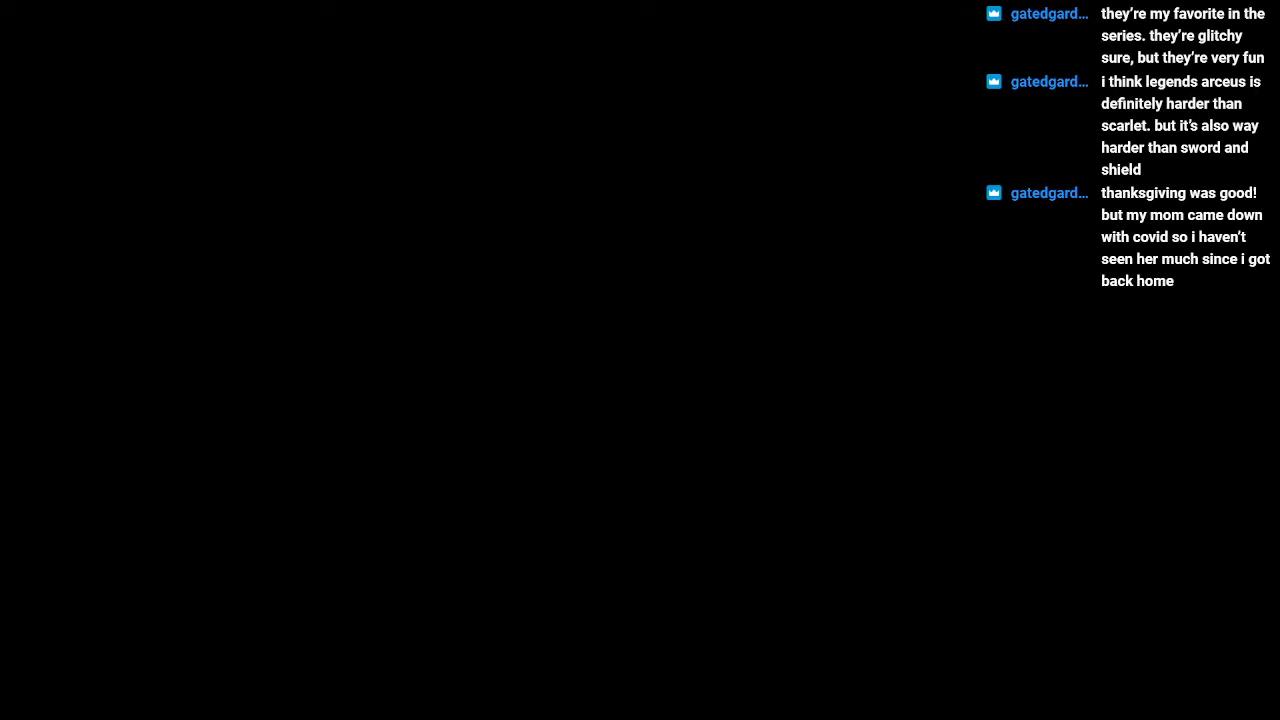 gatedgard... they're my favorite in the
series. they're glitchy
sure, but they're very fun
gatedgard... i think legends arceus is
definitely harder than
scarlet. but it's also way
harder than sword and
shield
gatedgard... thanksgiving was good!
but my mom came down
with covid so i haven't
seen her much since i got
back home